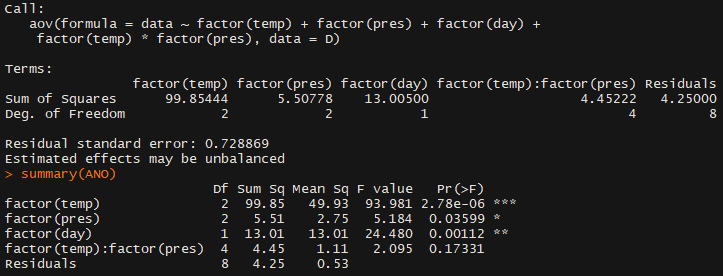 Call:
aov(formula = data ~ factor(temp) + factor(pres) + factor(day) +
factor(temp) * factor(pres), data = D)
Terms:
factor(temp) factor(pres) factor(day) factor(temp):factor(pres) Residuals
Sum of Squares 99.85444 5.50778 13.00500 4.45222 4.25000
Deg. of Freedom 2 2 1 4 8
Residual standard error: 0.728869
Estimated effects may be unbalanced
> summary(ANO)
Df Sum Sq Mean Sq F value Pr(>F)
factor(temp) 2 99.85 49.93 93.981 2.78e-06 ***
factor(pres) 2 5.51 2.75 5.184 0.03599 *
factor(day) 1 13.01 13.01 24.480 0.00112 **
factor(temp):factor(pres) 4 4.45 1.11 2.095 0.17331
Residuals 8 4.25 0.53